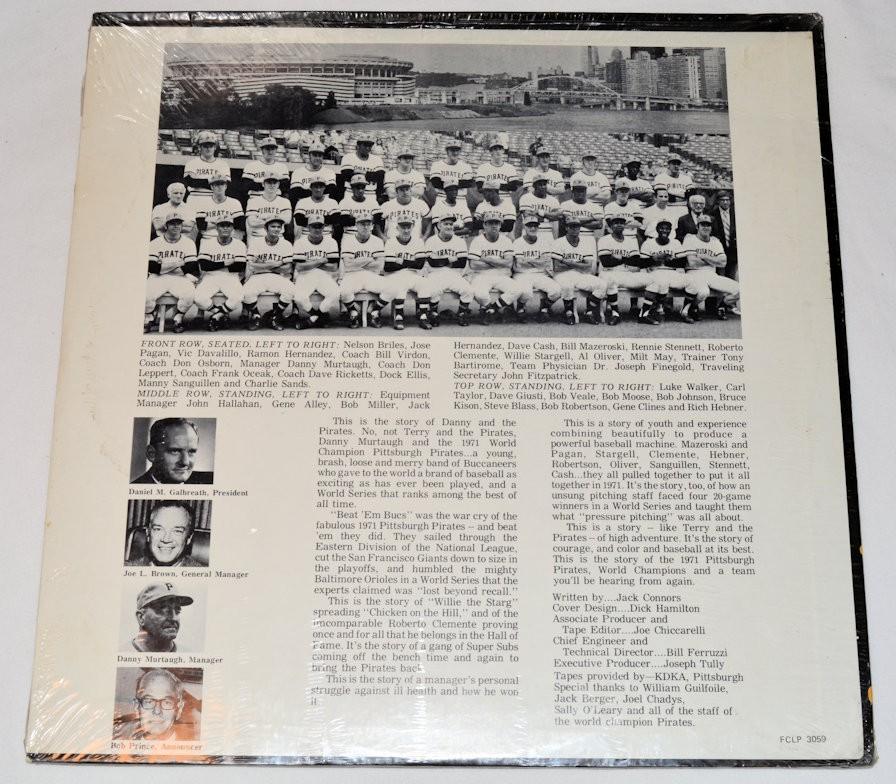 FRONT ROW, SEATED, LEFT TO RIGHT: Nelson Briles, Jose
Pagan, Vic Davalillo, Ramon Hernandez, Coach Bill Virdon,
Coach Don Osborn, Manager Danny Murtaugh, Coach Don
Leppert, Coach Frank Oceak, Coach Dave Ricketts, Dock Ellis,
Manny Sanguillen and Charlie Sands.
MIDDLE ROW, STANDING, LEFT TO RIGHT: Equipment
Manager John Hallahan, Gene Alley, Bob Miller, Jack
Hernandez, Dave Cash, Bill Mazeroski, Rennie Stennett, Roberto
Clemente, Willie Stargell, Al Oliver, Milt May, Trainer Tony
Bartirome, Team Physician Dr. Joseph Finegold, Traveling
Secretary John Fitzpatrick.
TOP ROW, STANDING, LEFT TO RIGHT: Luke Walker, Carl
Taylor, Dave Giusti, Bob Veale, Bob Moose, Bob Johnson, Bruce
Kison, Steve Blass, Bob Robertson, Gene Clines and Rich Hebner.
Daniel M. Galbreath, President
Joe L. Brown, General Manager
Danny Murtaugh, Manager
Bob Prince, Announcer
This is the story of Danny and the
Pirates. No, not Terry and the Pirates,
Danny Murtaugh and the 1971 World
Champion Pittsburgh Pirates...a young,
brash, loose and merry band of Buccaneers
who gave to the world a brand of baseball as
exciting as has ever been played, and a
World Series that ranks among the best of
all time.
"Beat 'Em Bucs" was the war cry of the
fabulous 1971 Pittsburgh Pirates – and beat
'em they did. They sailed through the
Eastern Division of the National League,
cut the San Francisco Giants down to size in
the playoffs, and humbled the mighty
Baltimore Orioles in a World Series that the
experts claimed was "lost beyond recall."
This is the story of "Willie the Starg"
spreading "Chicken on the Hill," and of the
incomparable Roberto Clemente proving
once and for all that he belongs in the Hall of
Fame. It's the story of a gang of Super Subs
coming off the bench time and again to
bring the Pirates back.
This is the story of a manager's personal
struggle against ill health and how he won
it.
This is a story of youth and experience
combining beautifully to produce a
powerful baseball machine. Mazeroski and
Pagan, Stargell, Clemente, Hebner,
Robertson, Oliver, Sanguillen, Stennett,
Cash...they all pulled together to put it all
together in 1971. It's the story, too, of how an
unsung pitching staff faced four 20-game
winners in a World Series and taught them
what "pressure pitching" was all about.
This is a story – like Terry and the
Pirates – of high adventure. It's the story of
courage, and color and baseball at its best.
This is the story of the 1971 Pittsburgh
Pirates, World Champions and a team
you'll be hearing from again.
Written by....Jack Connors
Cover Design....Dick Hamilton
Associate Producer and
Tape Editor....Joe Chiccarelli
Chief Engineer and
Technical Director....Bill Ferruzzi
Executive Producer....Joseph Tully
Tapes provided by—KDKA, Pittsburgh
Special thanks to William Guilfoile,
Jack Berger, Joel Chadys,
Sally O'Leary and all of the staff of
the world champion Pirates.
FCLP 3059